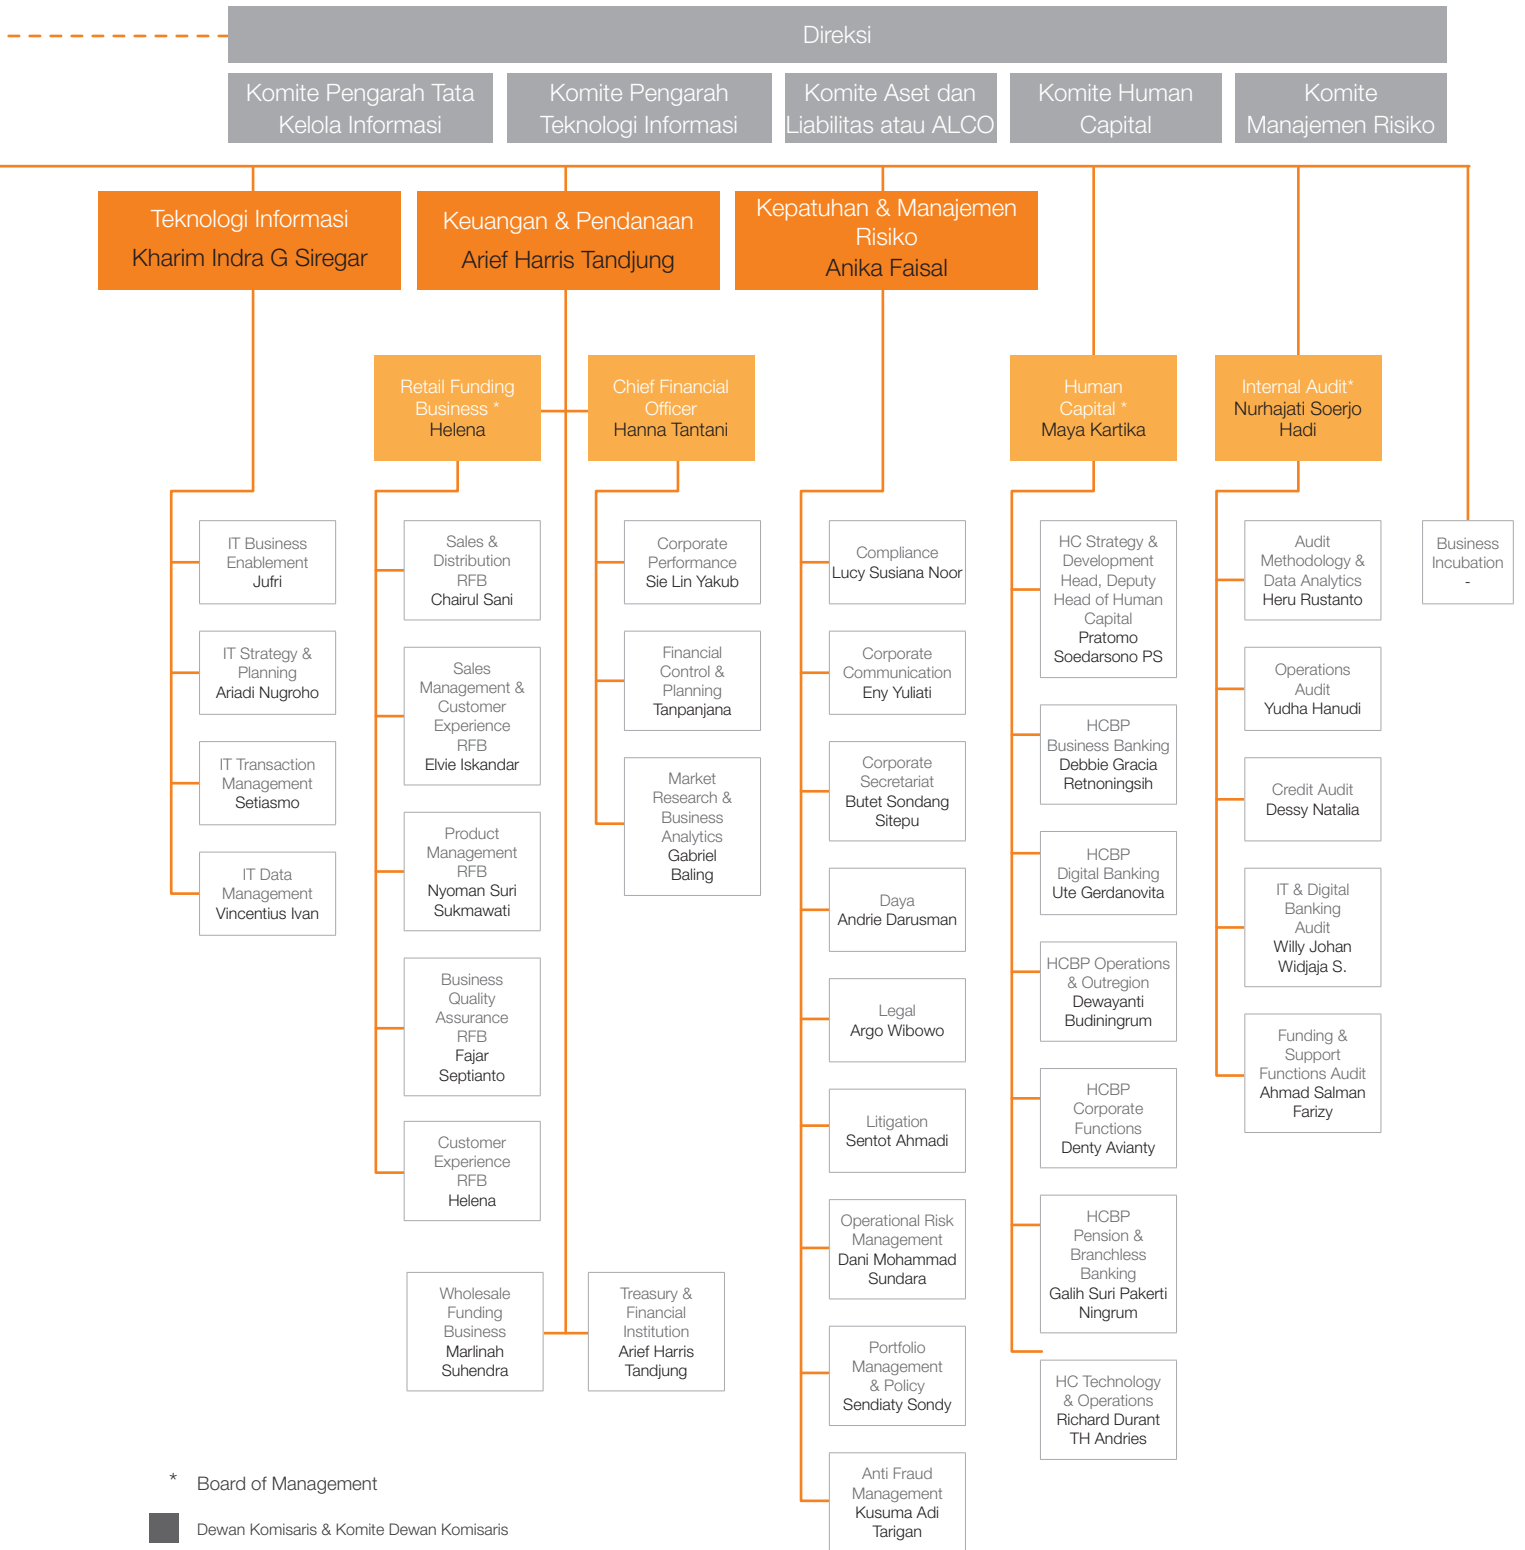 Direksi
Komite Pengarah Tata
Kelola Informasi
Komite Pengarah
Teknologi Informasi
Komite Aset dan
Liabilitas atau ALCO
Komite Human
Capital
Komite
Manajemen Risiko
Teknologi Informasi
Kharim Indra G Siregar
Keuangan & Pendanaan
Arief Harris Tandjung
Kepatuhan & Manajemen
Risiko
Anika Faisal
Retail Funding
Business *
Helena
Chief Financial
Officer
Hanna Tantani
Human
Capital *
Maya Kartika
Internal Audit*
Nurhajati Soerjo
Hadi
IT Business
Enablement
Jufri
IT Strategy &
Planning
Ariadi Nugroho
IT Transaction
Management
Setiasmo
IT Data
Management
Vincentius Ivan
Sales &
Distribution
RFB
Chairul Sani
Sales
Management &
Customer
Experience
RFB
Elvie Iskandar
Product
Management
RFB
Nyoman Suri
Sukmawati
Business
Quality
Assurance
RFB
Fajar
Septianto
Customer
Experience
RFB
Helena
Wholesale
Funding
Business
Marlinah
Suhendra
Corporate
Performance
Sie Lin Yakub
Financial
Control &
Planning
Tanpanjana
Market
Research &
Business
Analytics
Gabriel
Baling
Treasury &
Financial
Institution
Arief Harris
Tandjung
Compliance
Lucy Susiana Noor
Corporate
Communication
Eny Yuliati
Corporate
Secretariat
Butet Sondang
Sitepu
Daya
Andrie Darusman
Legal
Argo Wibowo
Litigation
Sentot Ahmadi
Operational Risk
Management
Dani Mohammad
Sundara
Portfolio
Management
& Policy
Sendiaty Sondy
Anti Fraud
Management
Kusuma Adi
Tarigan
HC Strategy &
Development
Head, Deputy
Head of Human
Capital
Pratomo
Soedarsono PS
HCBP
Business Banking
Debbie Gracia
Retnoningsih
HCBP
Digital Banking
Ute Gerdanovita
HCBP Operations
& Outregion
Dewayanti
Budiningrum
HCBP
Corporate
Functions
Denty Avianty
HCBP
Pension &
Branchless
Banking
Galih Suri Pakerti
Ningrum
HC Technology
& Operations
Richard Durant
TH Andries
Audit
Methodology &
Data Analytics
Heru Rustanto
Operations
Audit
Yudha Hanudi
Credit Audit
Dessy Natalia
IT & Digital
Banking
Audit
Willy Johan
Widjaja S.
Funding &
Support
Functions Audit
Ahmad Salman
Farizy
Business
Incubation
-
* Board of Management
Dewan Komisaris & Komite Dewan Komisaris